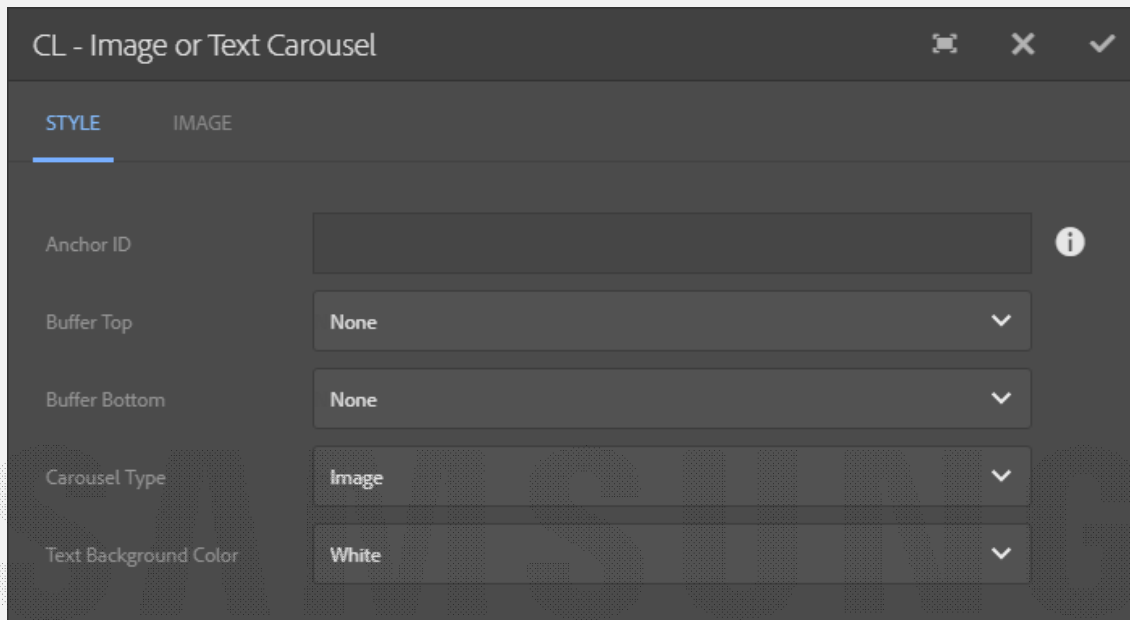 CL - Image or Text Carousel
STYLE IMAGE
Anchor ID
Buffer Top None
Buffer Bottom None
Carousel Type Image
Text Background Color White
SAMSUNG